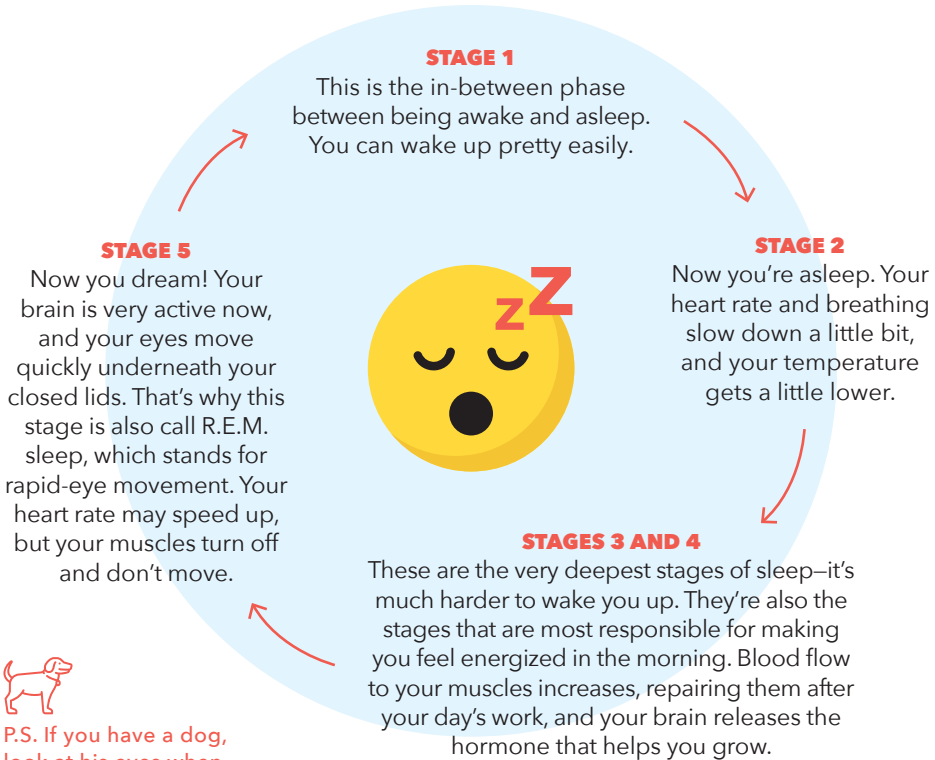 STAGE 1
This is the in-between phase
between being awake and asleep.
You can wake up pretty easily.
STAGE 2
Now you're asleep. Your
heart rate and breathing
slow down a little bit,
and your temperature
gets a little lower.
STAGES 3 AND 4
These are the very deepest stages of sleep—it's
much harder to wake you up. They're also the
stages that are most responsible for making
you feel energized in the morning. Blood flow
to your muscles increases, repairing them after
your day's work, and your brain releases the
hormone that helps you grow.
STAGE 5
Now you dream! Your
brain is very active now,
and your eyes move
quickly underneath your
closed lids. That's why this
stage is also call R.E.M.
sleep, which stands for
rapid-eye movement. Your
heart rate may speed up,
but your muscles turn off
and don't move.
z Z
P.S. If you have a dog,
look at his eyes when